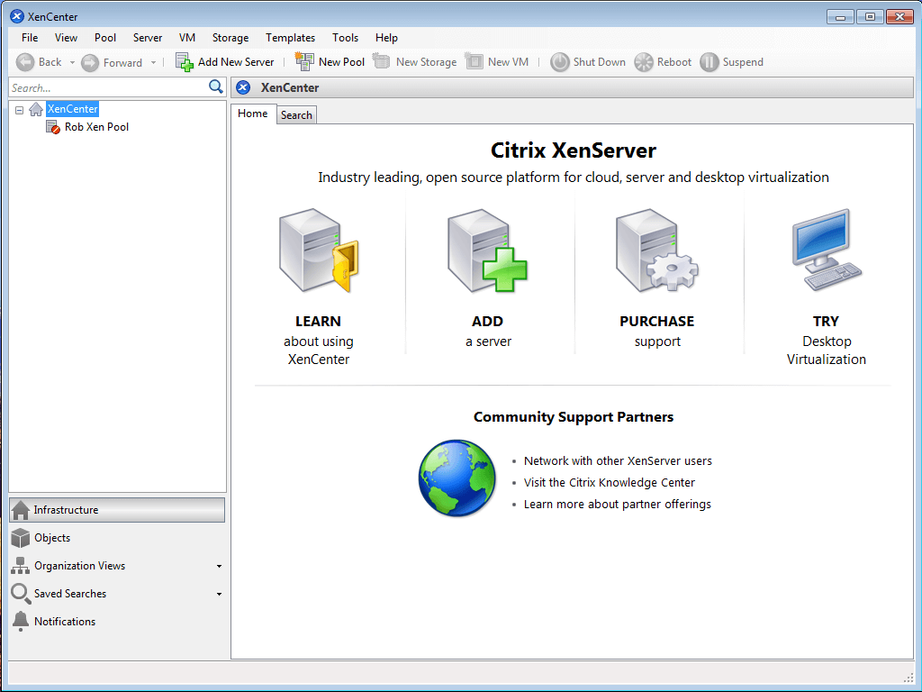 XenCenter
File View Pool Server VM Storage Templates Tools Help
Back Forward Add New Server New Pool New Storage New VM Shut Down Reboot Suspend
Search...
XenCenter
Rob Xen Pool
Infrastructure
Objects
Organization Views
Saved Searches
Notifications
XenCenter
Home Search
Citrix XenServer
Industry leading, open source platform for cloud, server and desktop virtualization
LEARN
about using
XenCenter
ADD
a server
PURCHASE
support
TRY
Desktop
Virtualization
Community Support Partners
Network with other XenServer users
Visit the Citrix Knowledge Center
Learn more about partner offerings